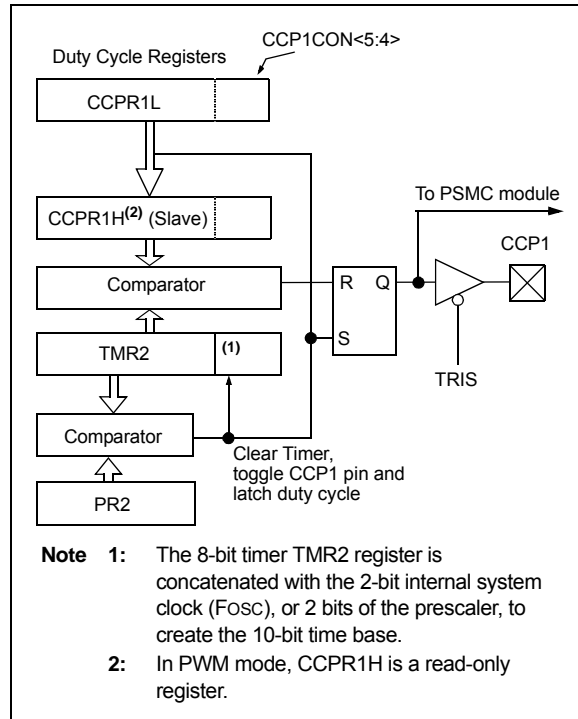 CCP1CON<5:4>
Duty Cycle Registers
CCPR1L
CCPR1H(2) (Slave)
To PSMC module
CCP1
Comparator
R Q
S
TMR2
(1)
TRIS
Comparator
Clear Timer,
toggle CCP1 pin and
latch duty cycle
PR2
Note 1: The 8-bit timer TMR2 register is
concatenated with the 2-bit internal system
clock (FOSC), or 2 bits of the prescaler, to
create the 10-bit time base.
2: In PWM mode, CCPR1H is a read-only
register.